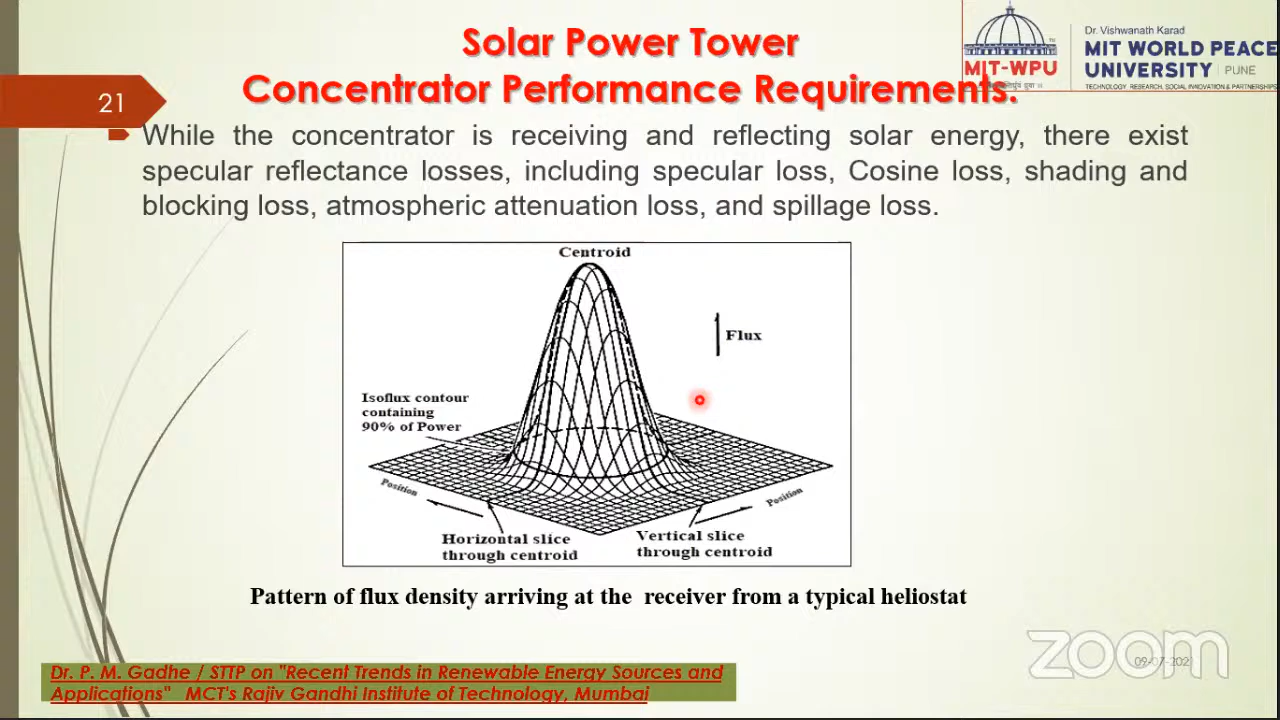 Solar Power Tower
Concentrator Performance Requirements.
Dr. Vishwanath Karad
MIT WORLD PEACE
UNIVERSITY | PUNE
TECHNOLOGY, RESEARCH, SOCIAL INNOVATION & PARTNERSHIPS
MIT-WPU
21
While the concentrator is receiving and reflecting solar energy, there exist
specular reflectance losses, including specular loss, Cosine loss, shading and
blocking loss, atmospheric attenuation loss, and spillage loss.
Centroid
Flux
Isoflux contour
containing
90% of Power
Position
Position
Horizontal slice
through centroid
Vertical slice
through centroid
Pattern of flux density arriving at the receiver from a typical heliostat
Dr. P. M. Gadhe / STTP on "Recent Trends in Renewable Energy Sources and
Applications" MCT's Rajiv Gandhi Institute of Technology, Mumbai
zoom
09-07-2021